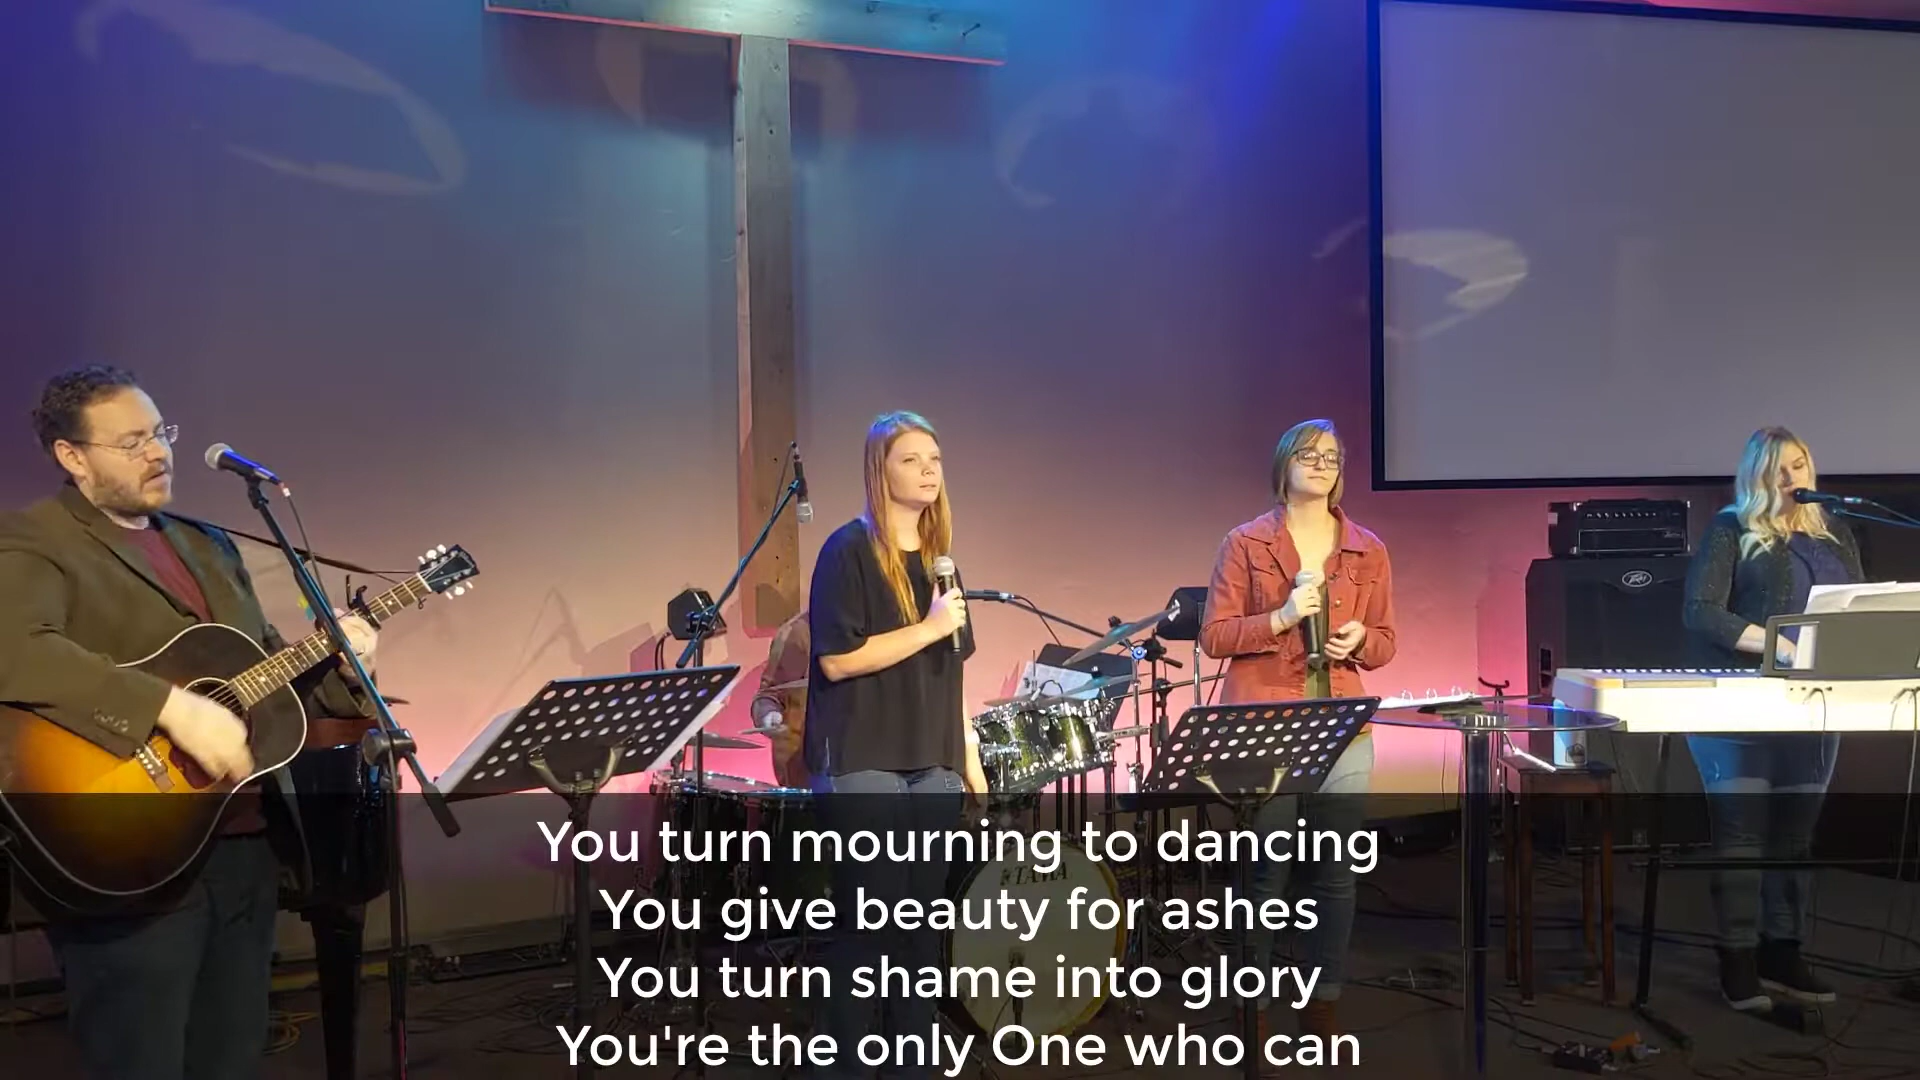 You turn mourning to dancing
You give beauty for ashes
You turn shame into glory
You're the only One who can
TAMA